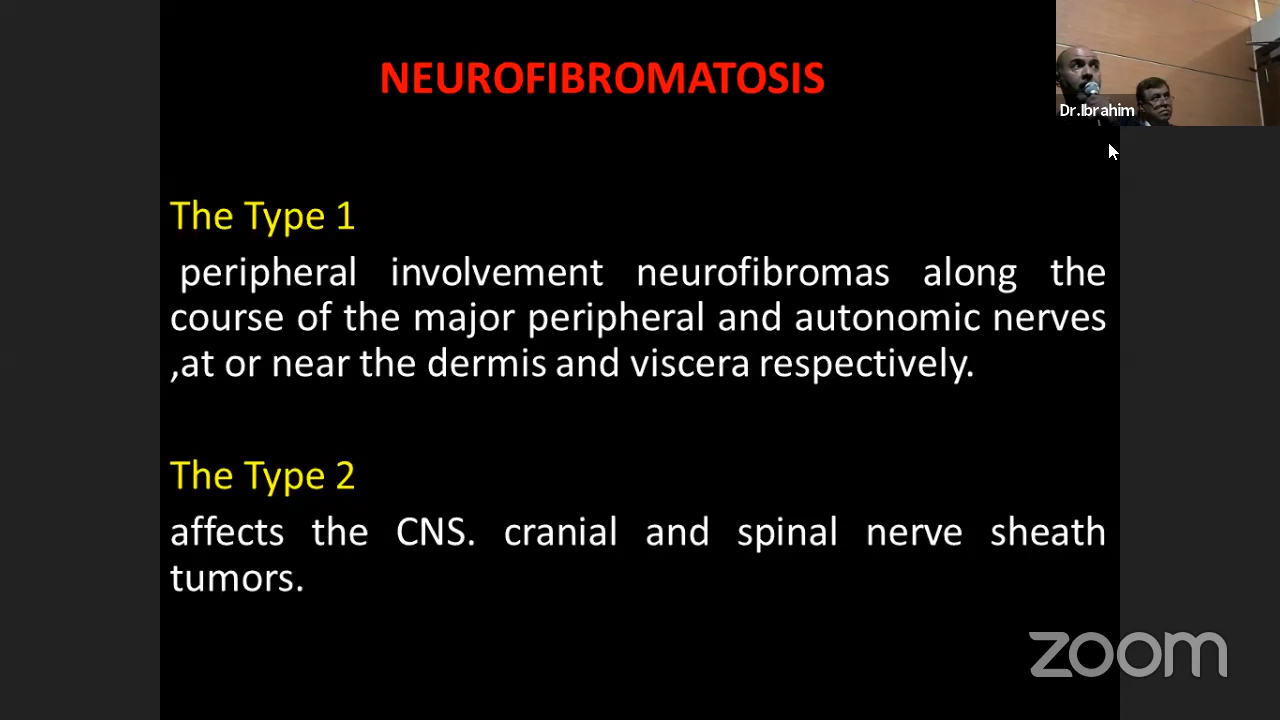 NEUROFIBROMATOSIS
Dr.Ibrahim
The Type 1
peripheral involvement neurofibromas along the
course of the major peripheral and autonomic nerves
,at or near the dermis and viscera respectively.
The Type 2
affects the CNS. cranial and spinal nerve sheath
tumors.
zoom